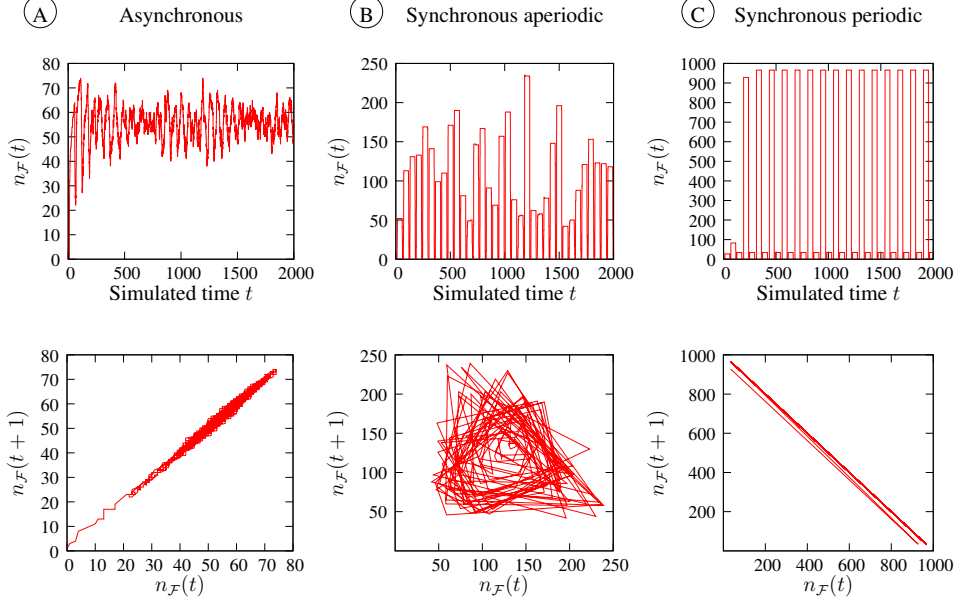 A Asynchronous
B Synchronous aperiodic
C Synchronous periodic
80
70
60
50
40
30
20
10
0
n_ℱ(t)
0 500 1000 1500 2000
Simulated time t
250
200
150
100
50
0
n_ℱ(t)
0 500 1000 1500 2000
Simulated time t
1000
900
800
700
600
500
400
300
200
100
0
n_ℱ(t)
0 500 1000 1500 2000
Simulated time t
80
70
60
50
40
30
20
10
0
n_ℱ(t + 1)
0 10 20 30 40 50 60 70 80
n_ℱ(t)
250
200
150
100
50
n_ℱ(t + 1)
50 100 150 200 250
n_ℱ(t)
1000
800
600
400
200
n_ℱ(t + 1)
200 400 600 800 1000
n_ℱ(t)